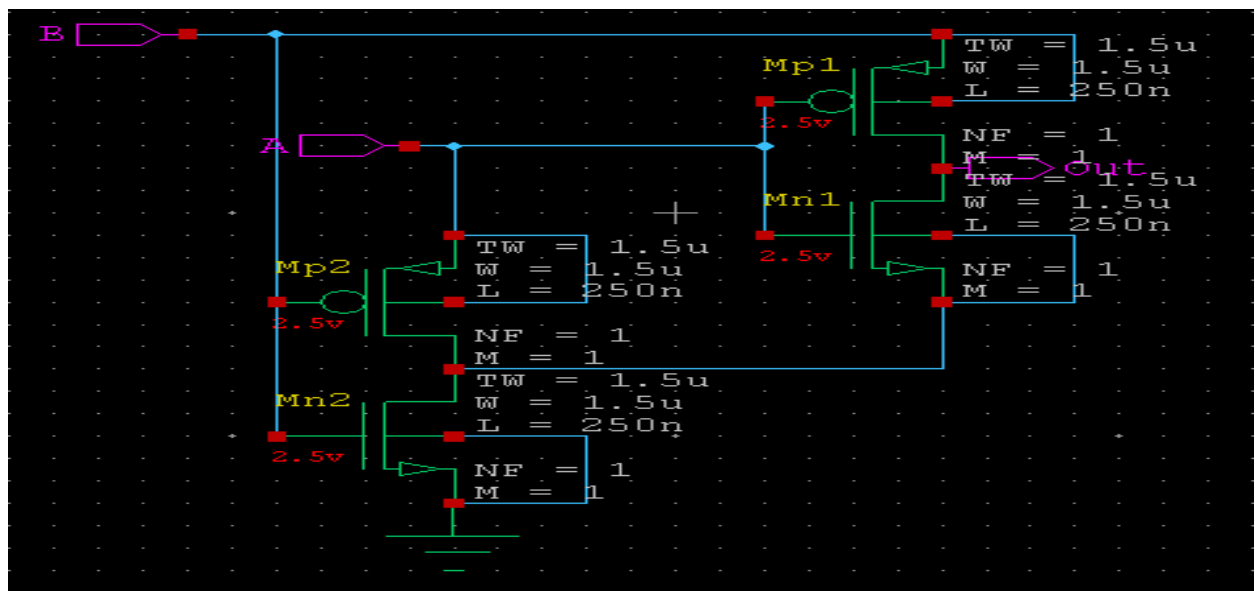 B
TW = 1.5u
Mp1
W = 1.5u
L = 250n
2.5v
NF = 1
A
M = 1
Out
TW = 1.5u
Mn1
W = 1.5u
L = 250n
2.5v
NF = 1
M = 1
TW = 1.5u
Mp2
W = 1.5u
L = 250n
2.5v
NF = 1
M = 1
TW = 1.5u
Mn2
W = 1.5u
L = 250n
2.5v
NF = 1
M = 1